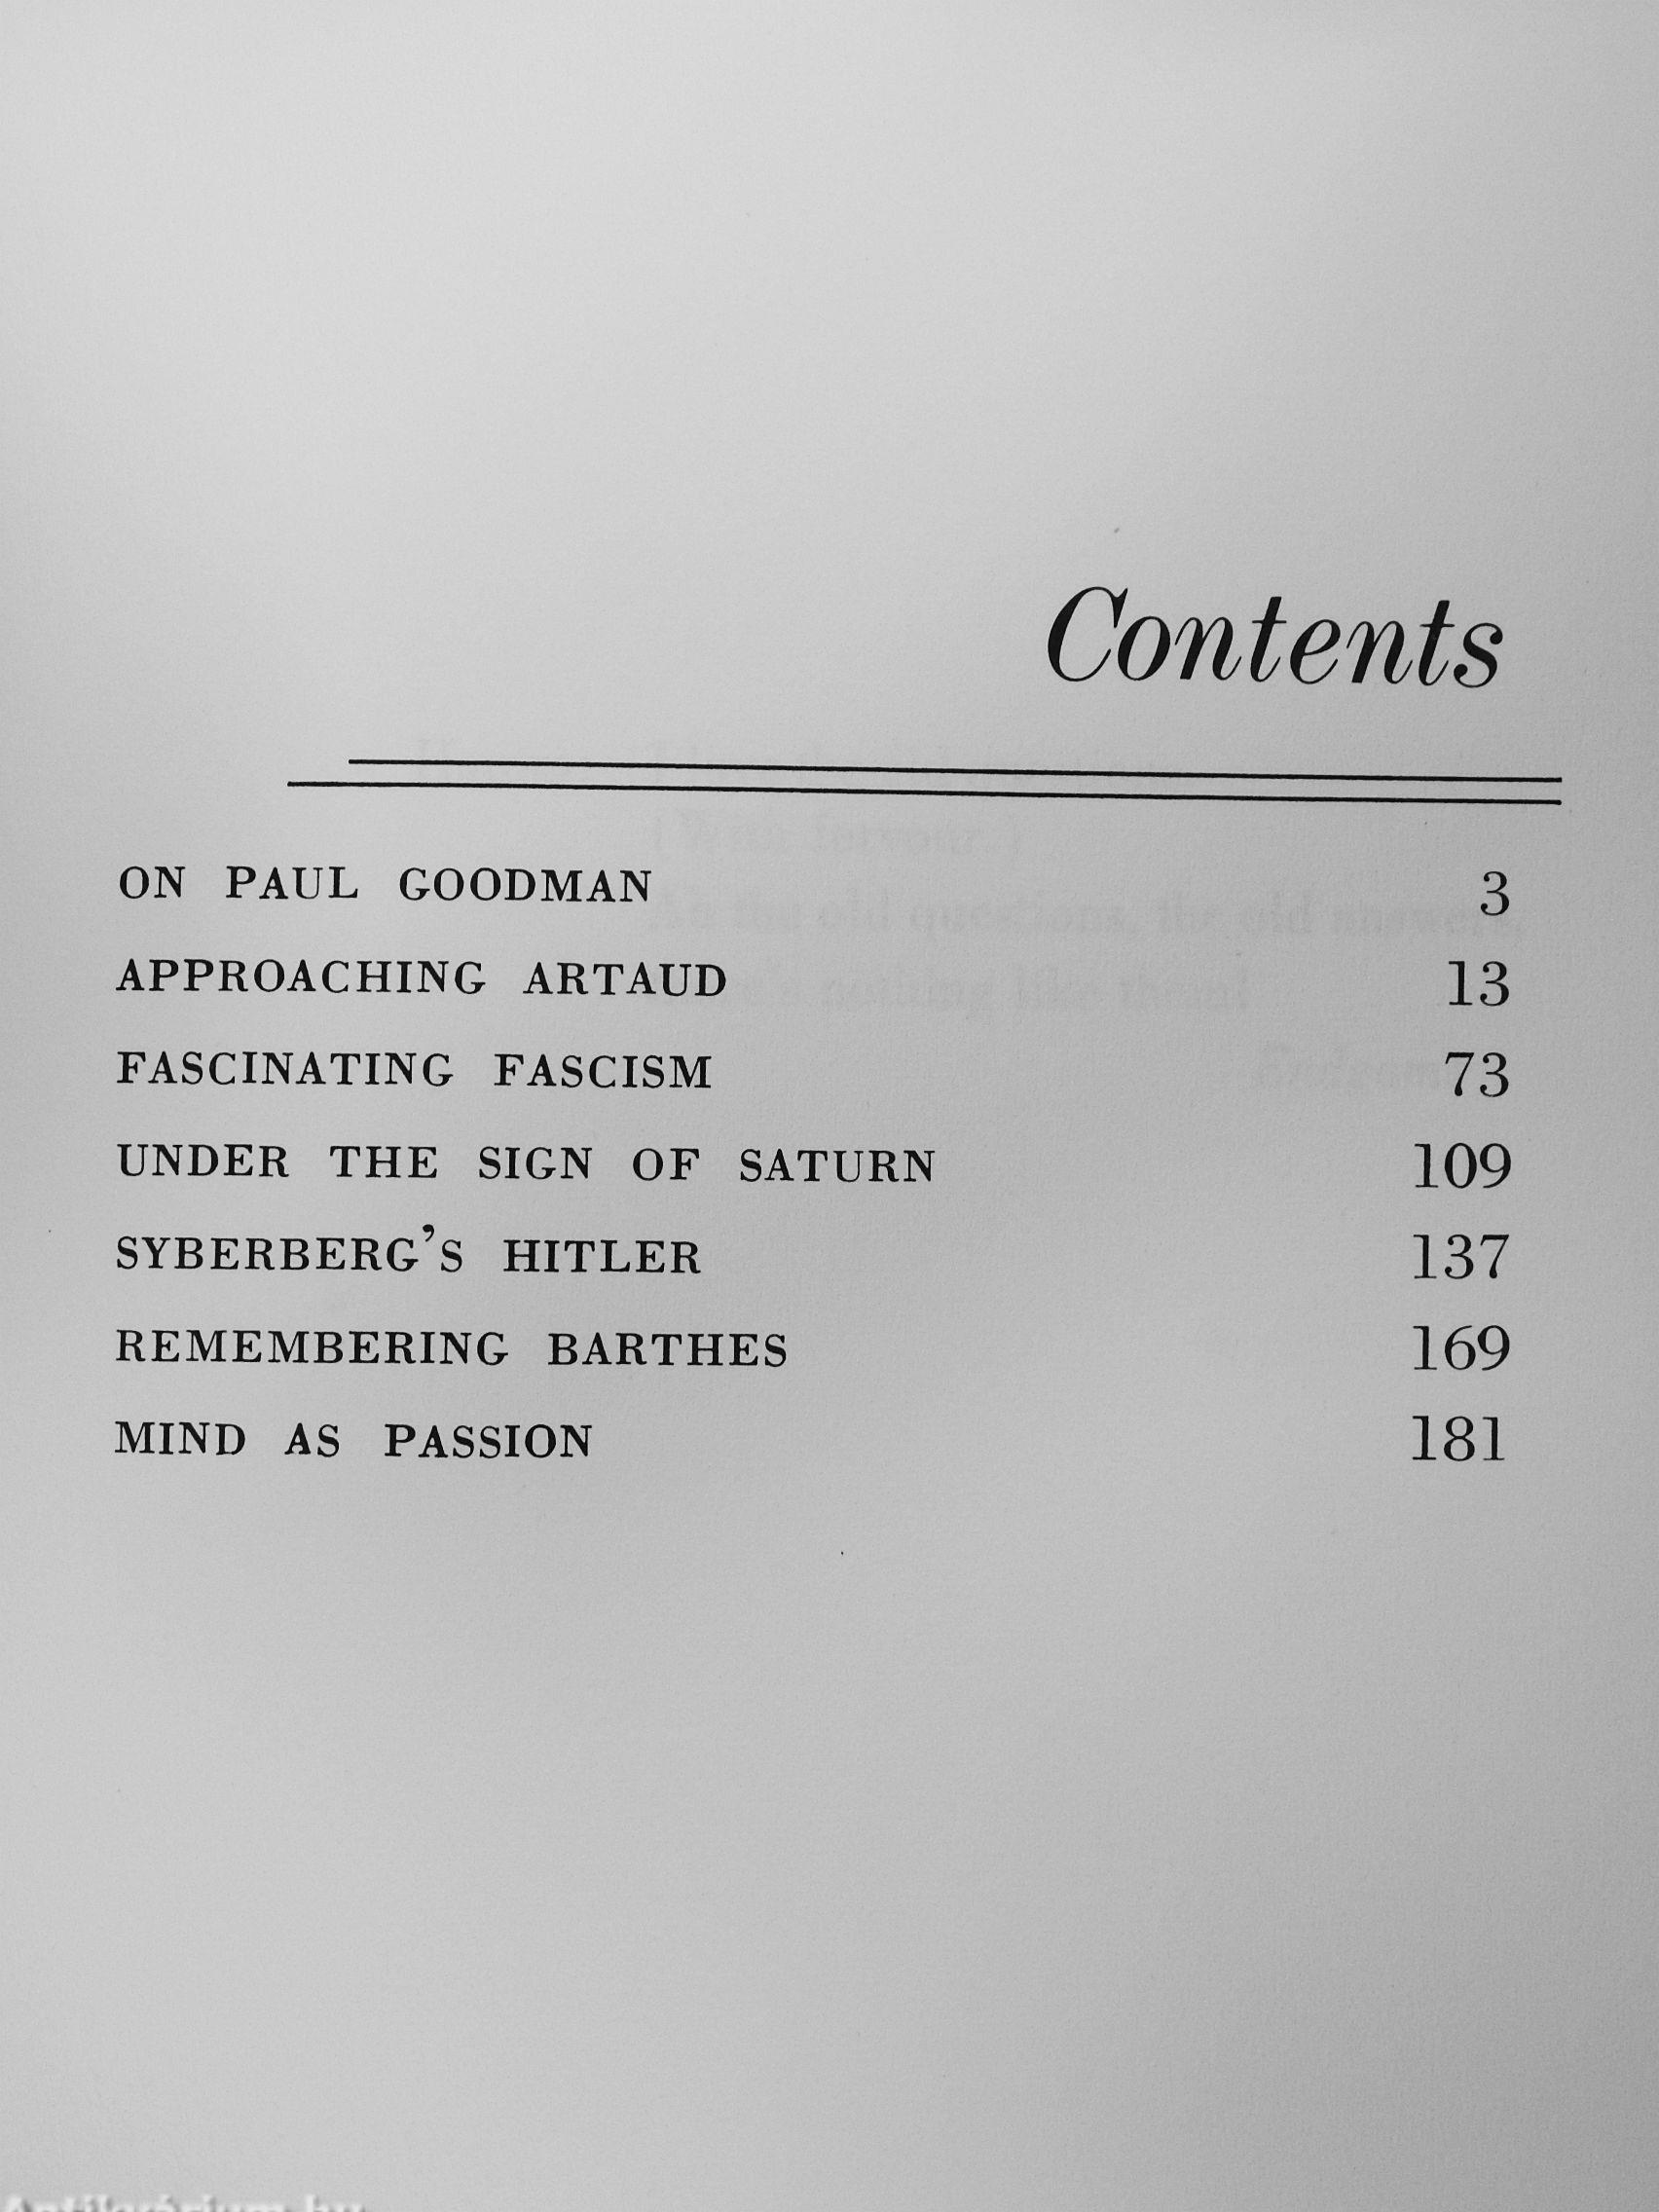 Contents
ON PAUL GOODMAN 3
APPROACHING ARTAUD 13
FASCINATING FASCISM 73
UNDER THE SIGN OF SATURN 109
SYBERBERG'S HITLER 137
REMEMBERING BARTHES 169
MIND AS PASSION 181